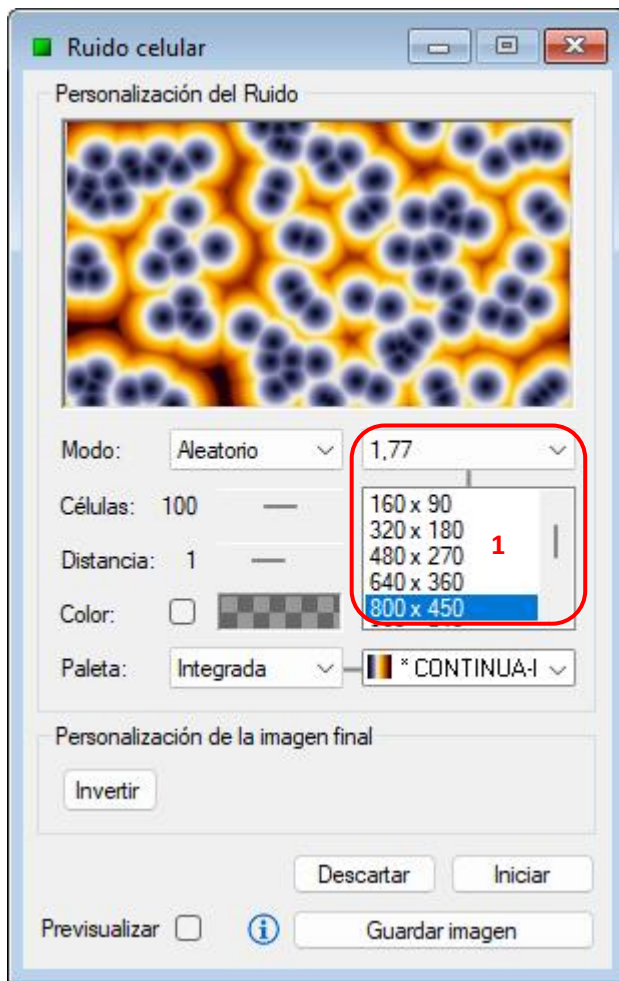 Ruido celular
Personalización del Ruido
Modo: Aleatorio 1,77
Células: 100
160 x 90
320 x 180
480 x 270
640 x 360
800 x 450
1
Distancia: 1
Color:
Paleta: Integrada * CONTINUA-I
Personalización de la imagen final
Invertir
Descartar Iniciar
Previsualizar Guardar imagen